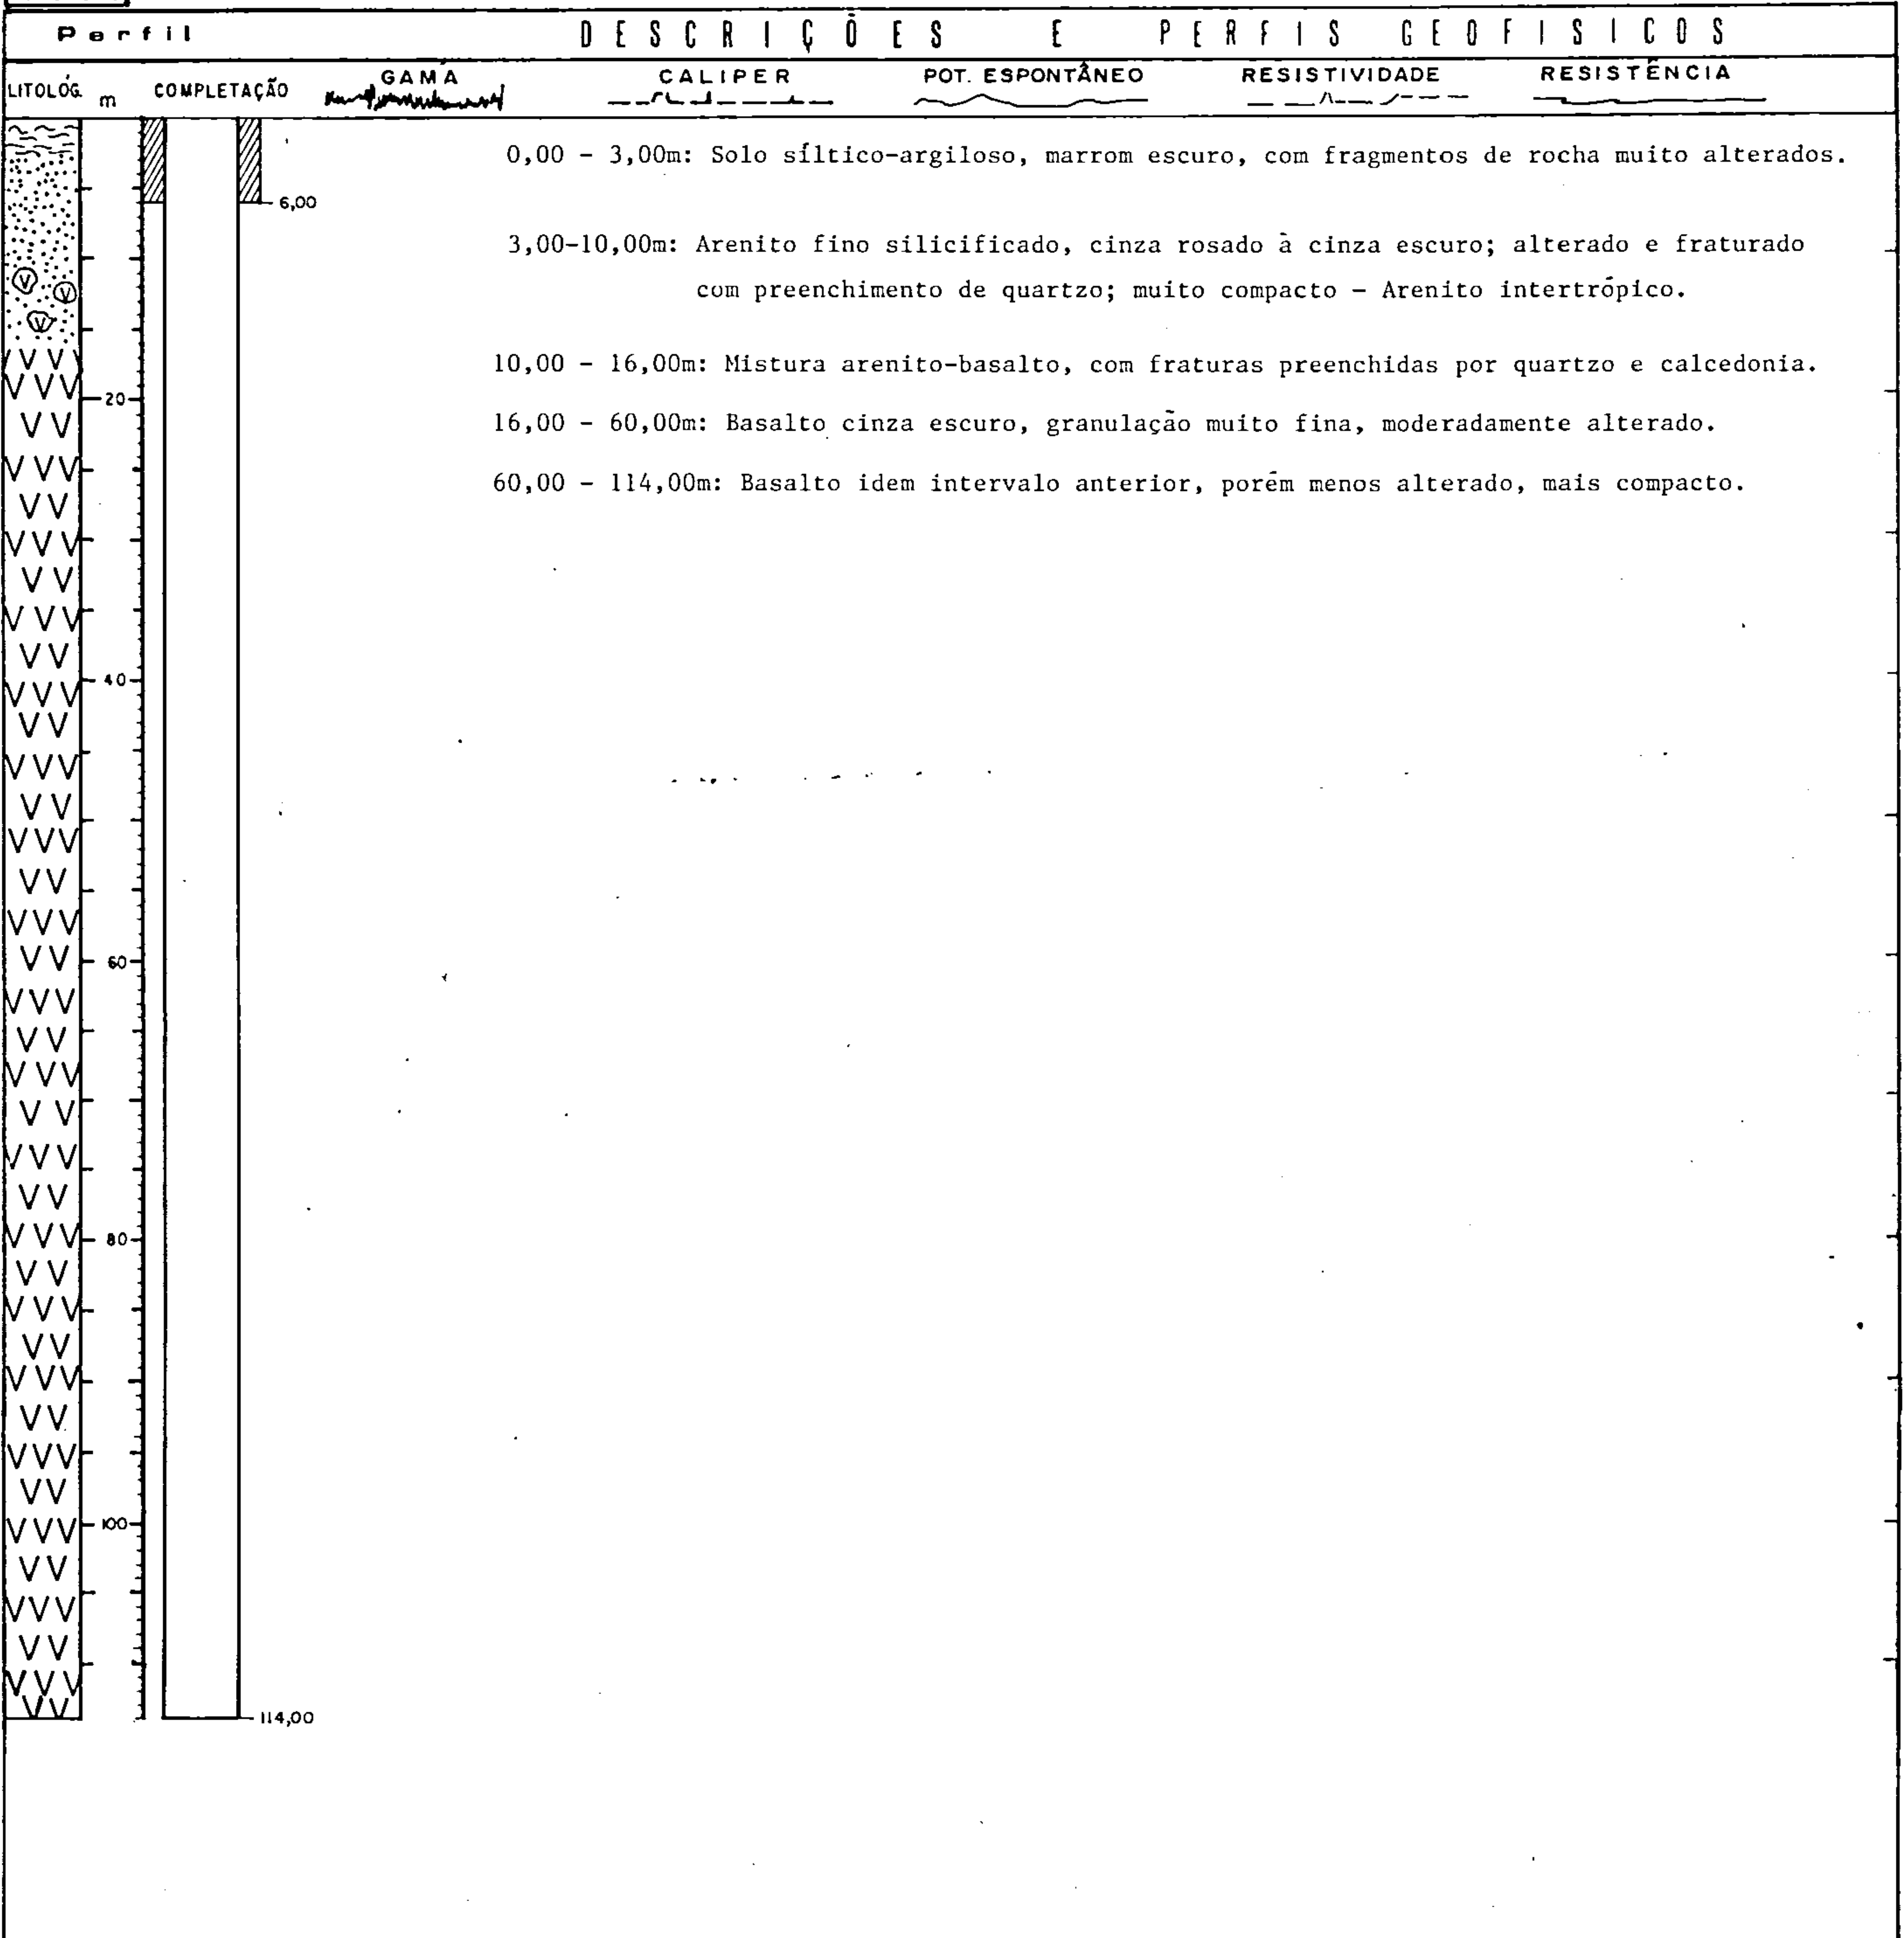 Perfil
DESCRIÇÕES E PERFIS GEOFISICOS
LITOLÓG. m COMPLETAÇÃO GAMA CALIPER POT. ESPONTÂNEO RESISTIVIDADE RESISTÊNCIA
0,00 - 3,00m: Solo síltico-argiloso, marrom escuro, com fragmentos de rocha muito alterados.
6,00
3,00-10,00m: Arenito fino silicificado, cinza rosado à cinza escuro; alterado e fraturado
com preenchimento de quartzo; muito compacto - Arenito intertrópico.
10,00 - 16,00m: Mistura arenito-basalto, com fraturas preenchidas por quartzo e calcedonia.
20
16,00 - 60,00m: Basalto cinza escuro, granulação muito fina, moderadamente alterado.
60,00 - 114,00m: Basalto idem intervalo anterior, porém menos alterado, mais compacto.
40
60
80
100
114,00